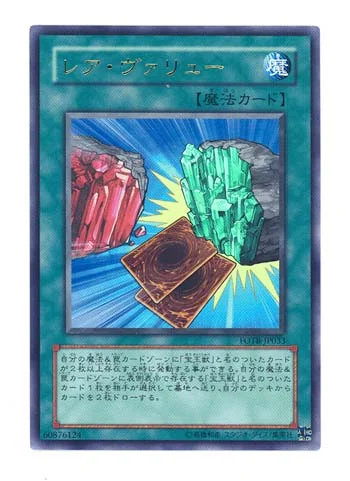 レア・ヴァリュー
魔
【魔法カード】
FOTB-JP033
自分の魔法&罠カードゾーンに「宝玉獣」と名のついたカード
が2枚以上存在する時に発動する事ができる。自分の魔法&
罠カードゾーンに表側表示で存在する「宝玉獣」と名のついた
カード1枚を相手が選択して墓地へ送り、自分のデッキから
カードを2枚ドローする。
60876124
©高橋和希 スタジオ・ダイス/集英社